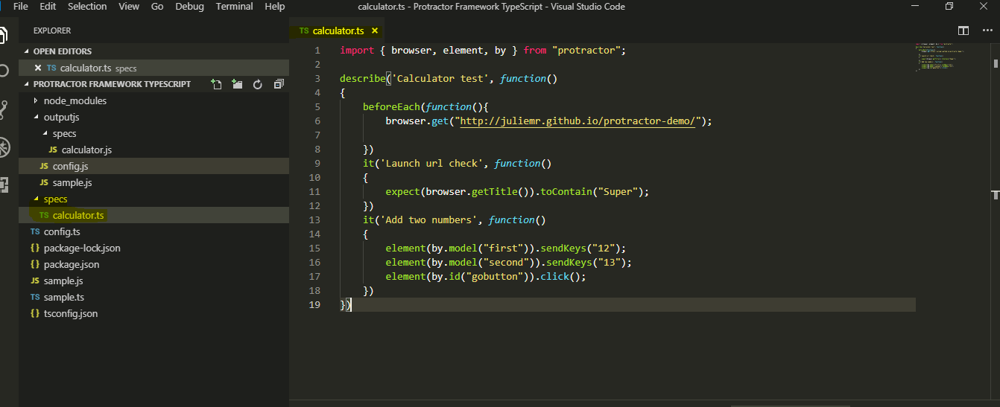 File Edit Selection View Go Debug Terminal Help calculator.ts - Protractor Framework TypeScript - Visual Studio Code
EXPLORER
OPEN EDITORS
TS calculator.ts specs
PROTRACTOR FRAMEWORK TYPESCRIPT
node_modules
outputjs
specs
JS calculator.js
JS config.js
JS sample.js
specs
TS calculator.ts
TS config.ts
{} package-lock.json
{} package.json
JS sample.js
TS sample.ts
{} tsconfig.json
TS calculator.ts ×
1 import { browser, element, by } from "protractor";
2
3 describe('Calculator test', function()
4 {
5 beforeEach(function(){
6 browser.get("http://juliemr.github.io/protractor-demo/");
7
8 })
9 it('Launch url check', function()
10 {
11 expect(browser.getTitle()).toContain("Super");
12 })
13 it('Add two numbers', function()
14 {
15 element(by.model("first")).sendKeys("12");
16 element(by.model("second")).sendKeys("13");
17 element(by.id("gobutton")).click();
18 })
19 })